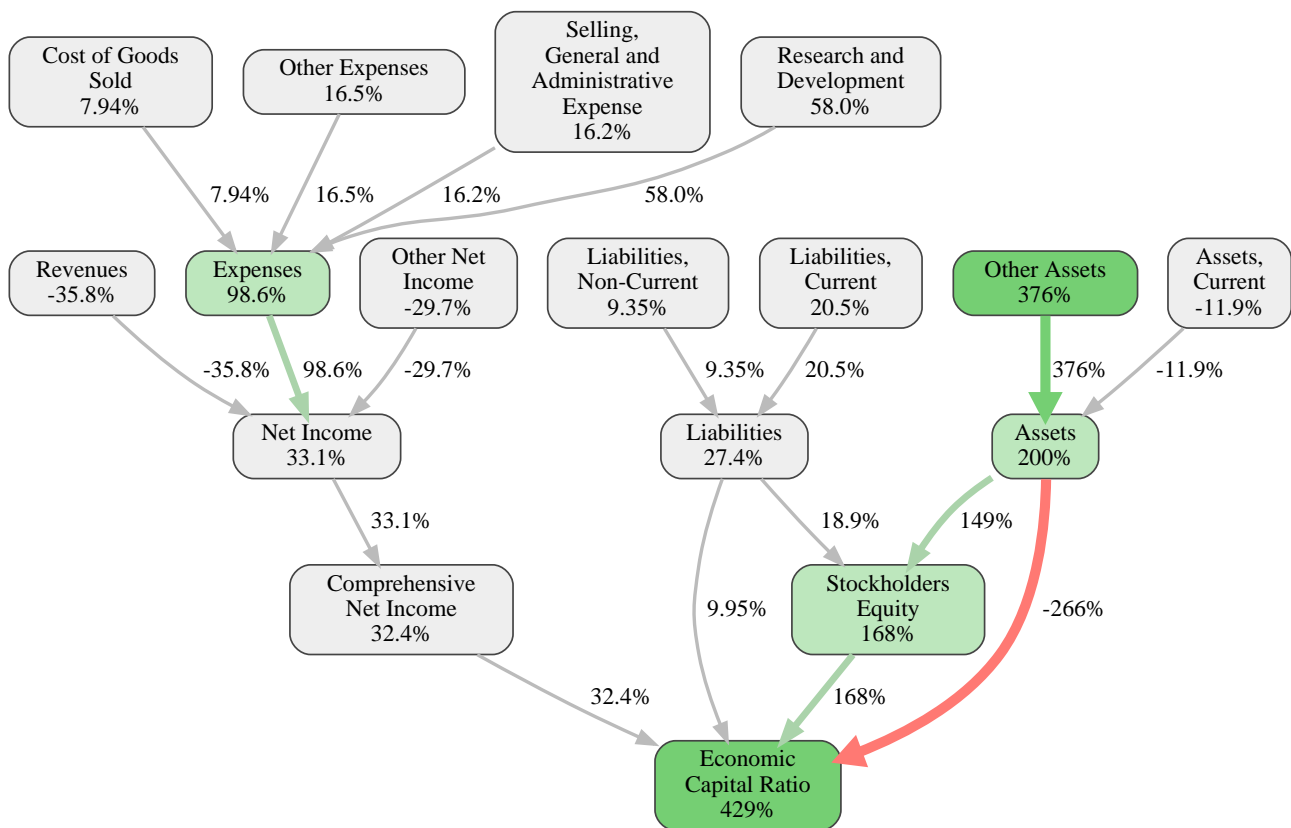 Cost of Goods
Sold
7.94%
Other Expenses
16.5%
Selling,
General and
Administrative
Expense
16.2%
Research and
Development
58.0%
7.94%
16.5%
16.2%
58.0%
Revenues
-35.8%
Expenses
98.6%
Other Net
Income
-29.7%
Liabilities,
Non-Current
9.35%
Liabilities,
Current
20.5%
Other Assets
376%
Assets,
Current
-11.9%
-35.8%
98.6%
-29.7%
9.35%
20.5%
376%
-11.9%
Net Income
33.1%
Liabilities
27.4%
Assets
200%
33.1%
18.9%
149%
Comprehensive
Net Income
32.4%
9.95%
Stockholders
Equity
168%
-266%
32.4%
168%
Economic
Capital Ratio
429%